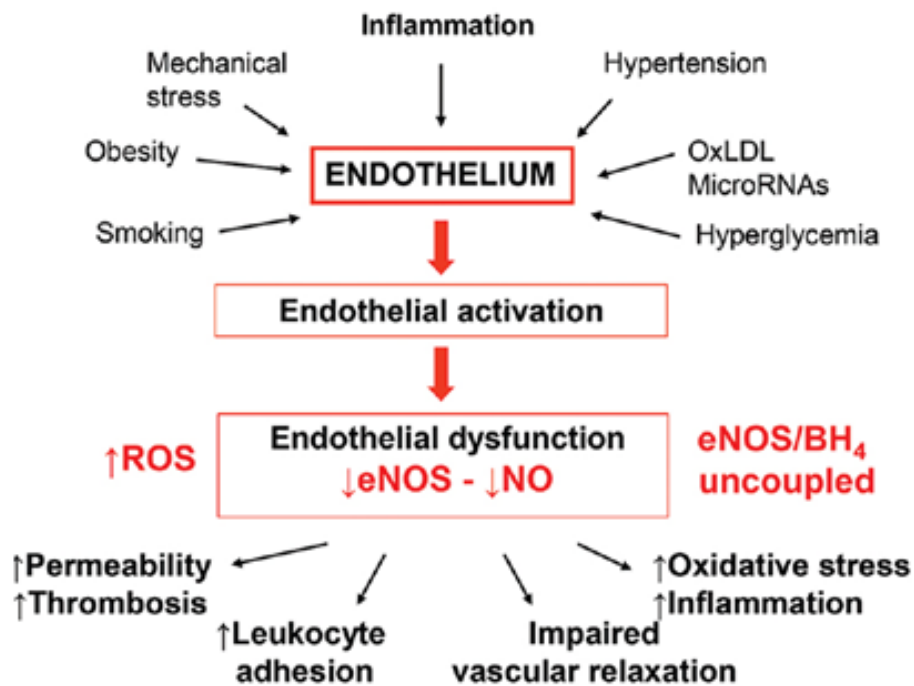 Inflammation
Mechanical
stress
Hypertension
Obesity
OxLDL
MicroRNAs
ENDOTHELIUM
Smoking
Hyperglycemia
Endothelial activation
Endothelial dysfunction
↓eNOS - ↓NO
↑ROS
eNOS/BH₄
uncoupled
↑Permeability
↑Thrombosis
↑Leukocyte
adhesion
Impaired
vascular relaxation
↑Oxidative stress
↑Inflammation